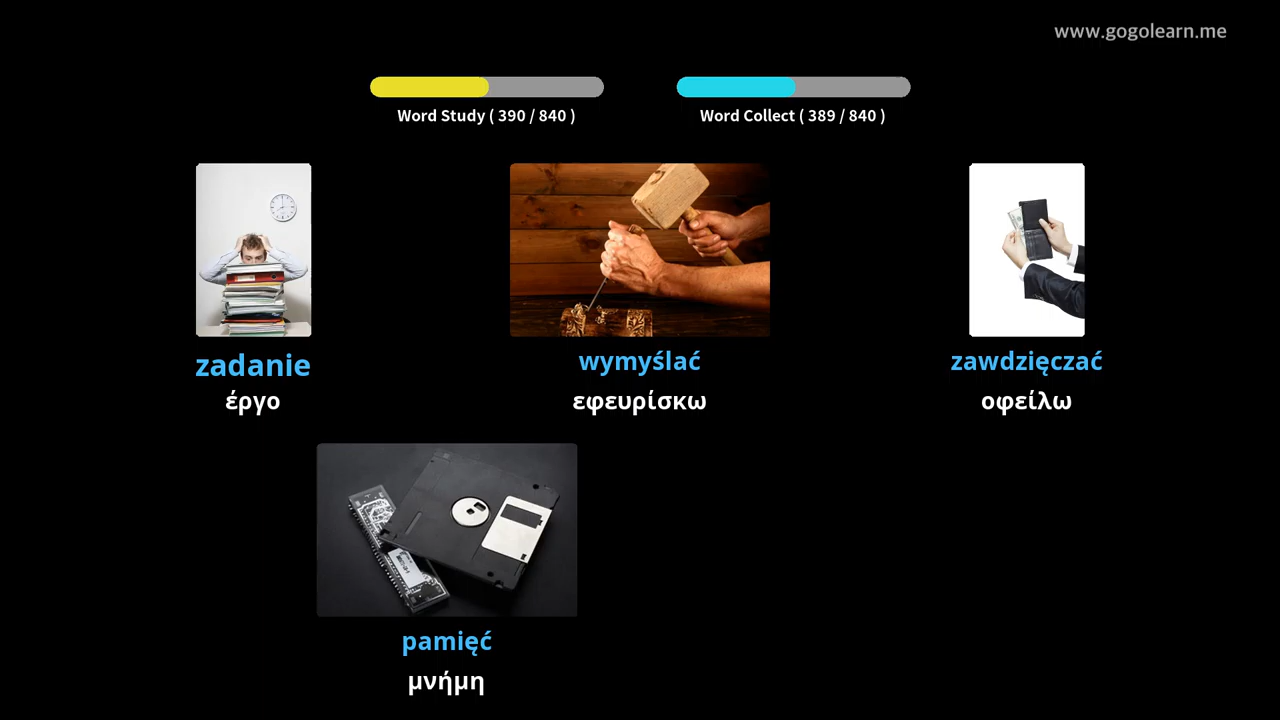 www.gogolearn.me
Word Study ( 390 / 840 )
Word Collect ( 389 / 840 )
zadanie
έργο
wymyślać
εφευρίσκω
zawdzięczać
οφείλω
pamięć
μνήμη